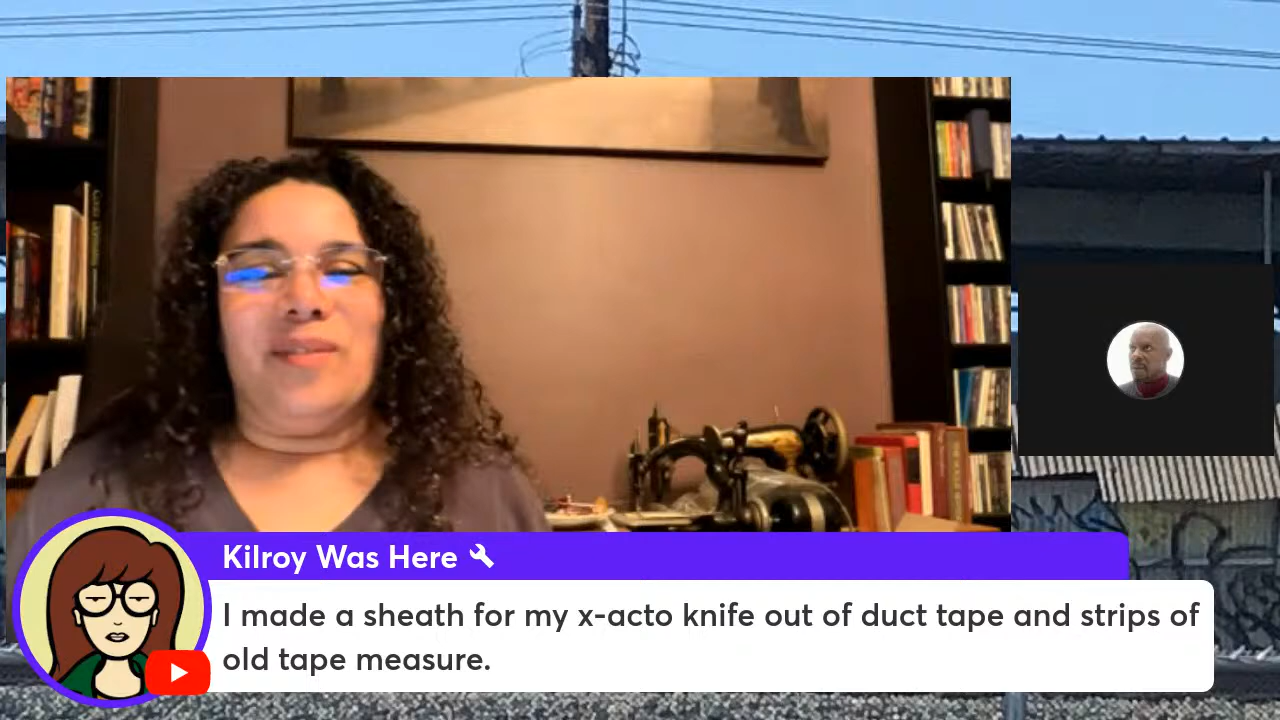 Kilroy Was Here
I made a sheath for my x-acto knife out of duct tape and strips of
old tape measure.